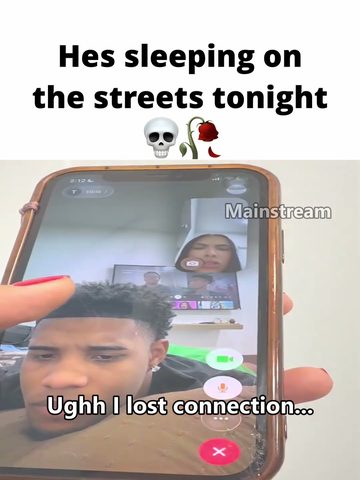 Hes sleeping on
the streets tonight
💀🥀
Mainstream
Ughh I lost connection...